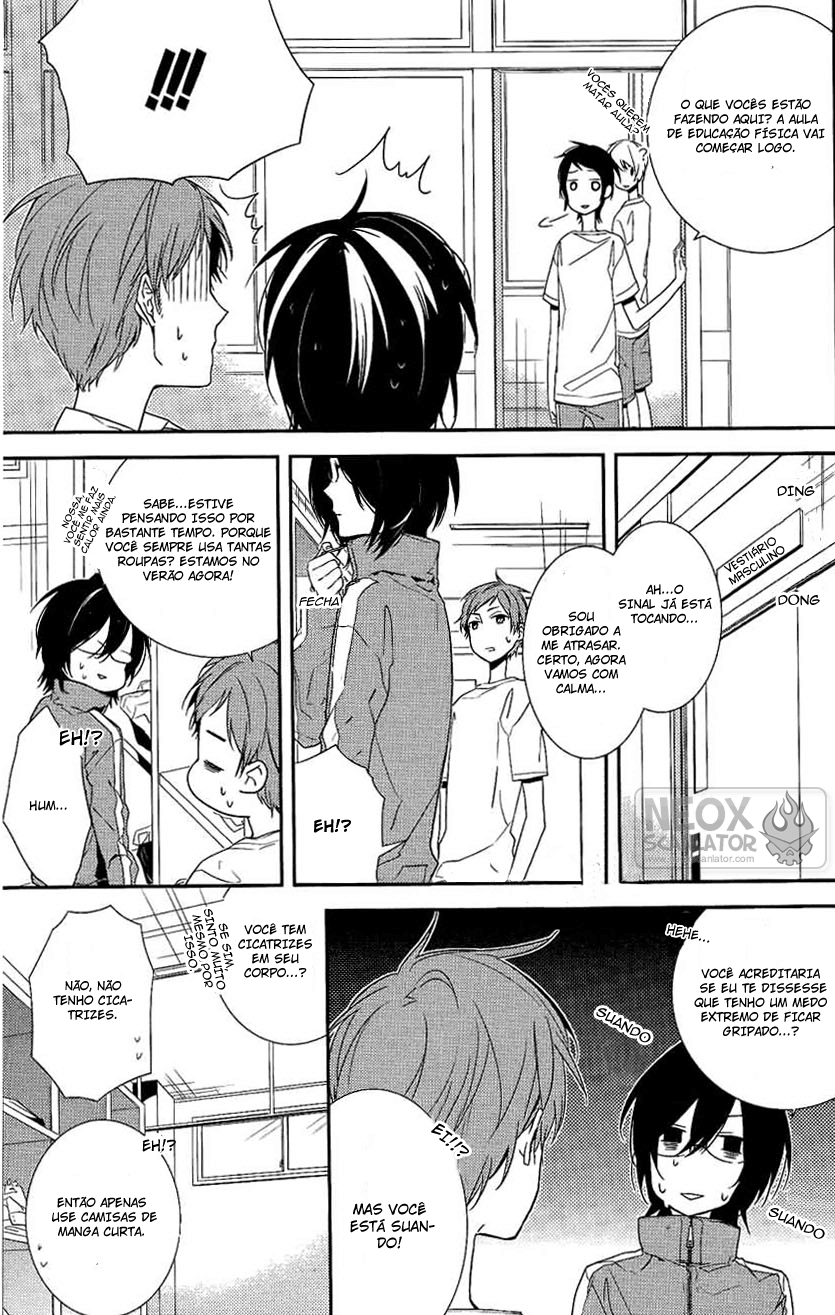 O QUE VOCÊS ESTÃO
FAZENDO AQUI? A AULA
DE EDUCAÇÃO FÍSICA VAI
COMEÇAR LOGO.
VOCÊS QUEREM
MATAR AULA?
!!!
DING
DONG
VESTIÁRIO
MASCULINO
AH...O
SINAL JÁ ESTÁ
TOCANDO...
SOU
OBRIGADO A
ME ATRASAR.
CERTO, AGORA
VAMOS COM
CALMA...
FECHA
EH!?
SABE...ESTIVE
PENSANDO ISSO POR
BASTANTE TEMPO. PORQUE
VOCÊ SEMPRE USA TANTAS
ROUPAS? ESTAMOS NO
VERÃO AGORA!
NOSSA,
VOCÊ ME FAZ
SENTIR MAIS
CALOR AINDA.
EH!?
HUM...
NEOX
SCANLATOR
HEHE...
VOCÊ ACREDITARIA
SE EU TE DISSESSE
QUE TENHO UM MEDO
EXTREMO DE FICAR
GRIPADO...?
SUANDO
SUANDO
EI!!?
MAS VOCÊ
ESTÁ SUAN-
DO!
VOCÊ TEM
CICATRIZES
EM SEU
CORPO...?
SE SIM,
SINTO MUITO
MESMO POR
ISSO.
NÃO, NÃO
TENHO CICA-
TRIZES.
EH!?
ENTÃO APENAS
USE CAMISAS DE
MANGA CURTA.